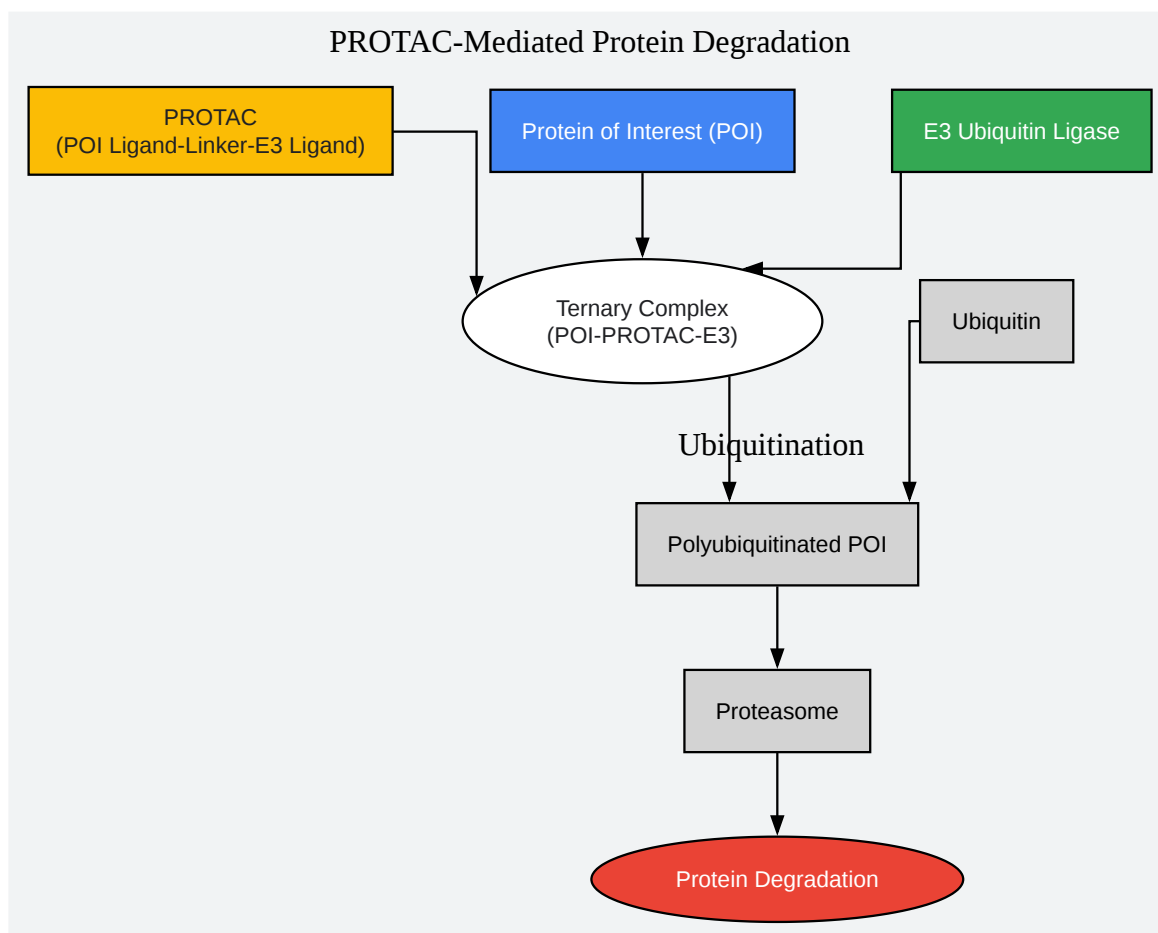 PROTAC-Mediated Protein Degradation
PROTAC
(POI Ligand-Linker-E3 Ligand)
Protein of Interest (POI)
E3 Ubiquitin Ligase
Ternary Complex
(POI-PROTAC-E3)
Ubiquitin
Ubiquitination
Polyubiquitinated POI
Proteasome
Protein Degradation